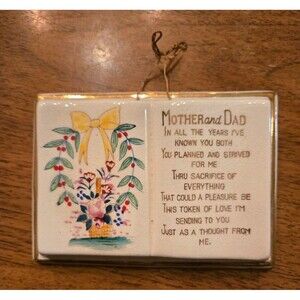 Mother and Dad
In all the years I've
known you both
You planned and strived
for me
Thru sacrifice of
everything
That could a pleasure be
This token of love I'm
sending to you
Just as a thought from
me.